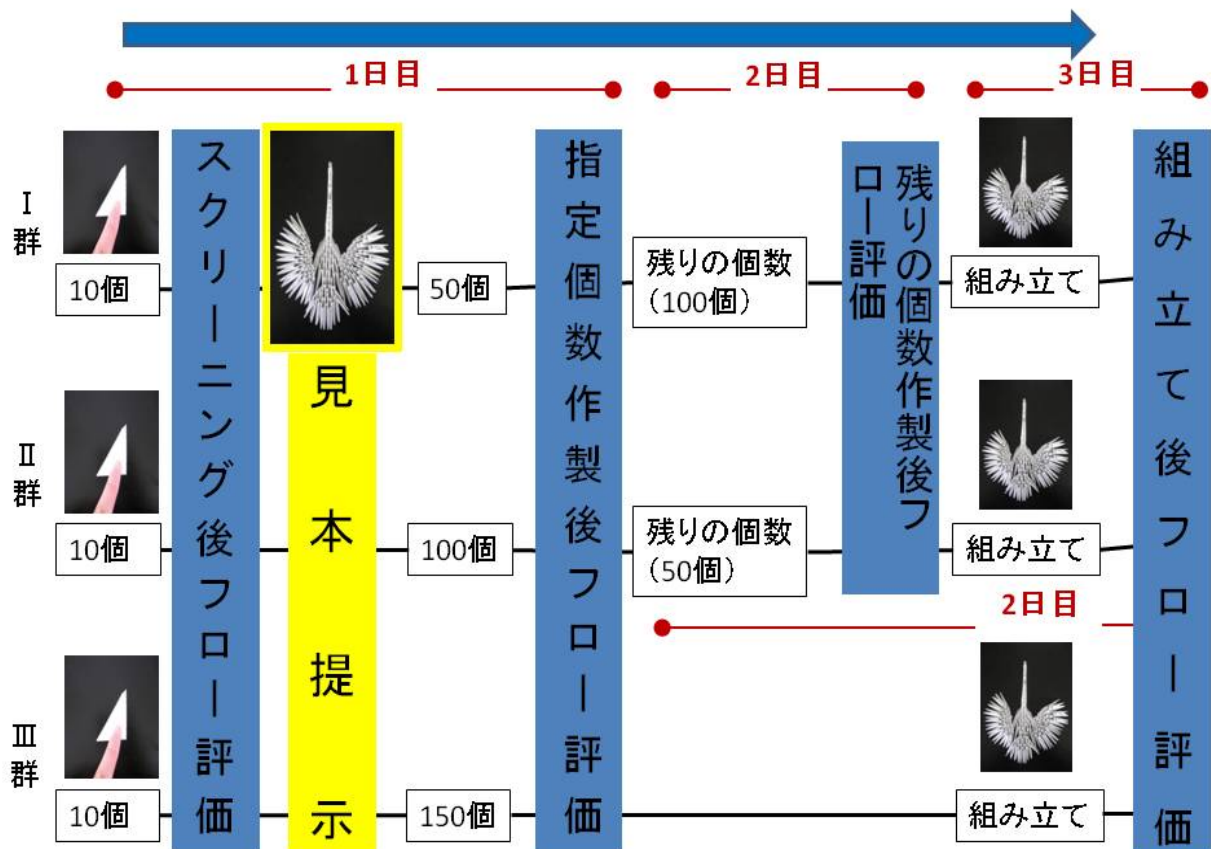 1日目
2日目
3日目
Ⅰ
群
10個
スクリーニング後フロー評価
見本提示
50個
指定個数作製後フロー評価
残りの個数
(100個)
残りの個数作製後フ
ロー評価
組み立て
組み立て後フロー評価
Ⅱ
群
10個
100個
残りの個数
(50個)
組み立て
2日目
Ⅲ
群
10個
150個
組み立て